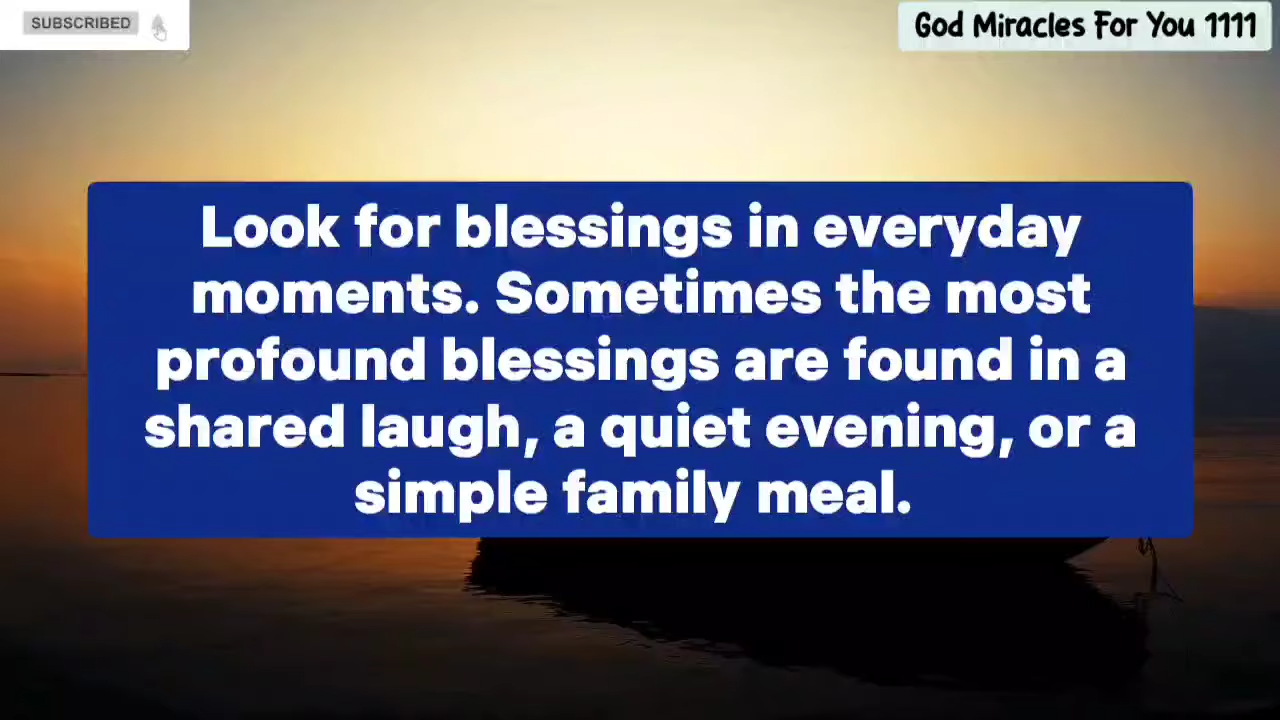 SUBSCRIBED
God Miracles For You 1111
Look for blessings in everyday
moments. Sometimes the most
profound blessings are found in a
shared laugh, a quiet evening, or a
simple family meal.